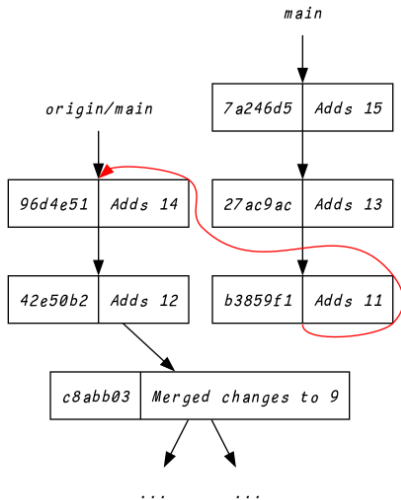 main
7a246d5 Adds 15
origin/main
96d4e51 Adds 14
27ac9ac Adds 13
42e50b2 Adds 12
b3859f1 Adds 11
c8abb03 Merged changes to 9
... ...